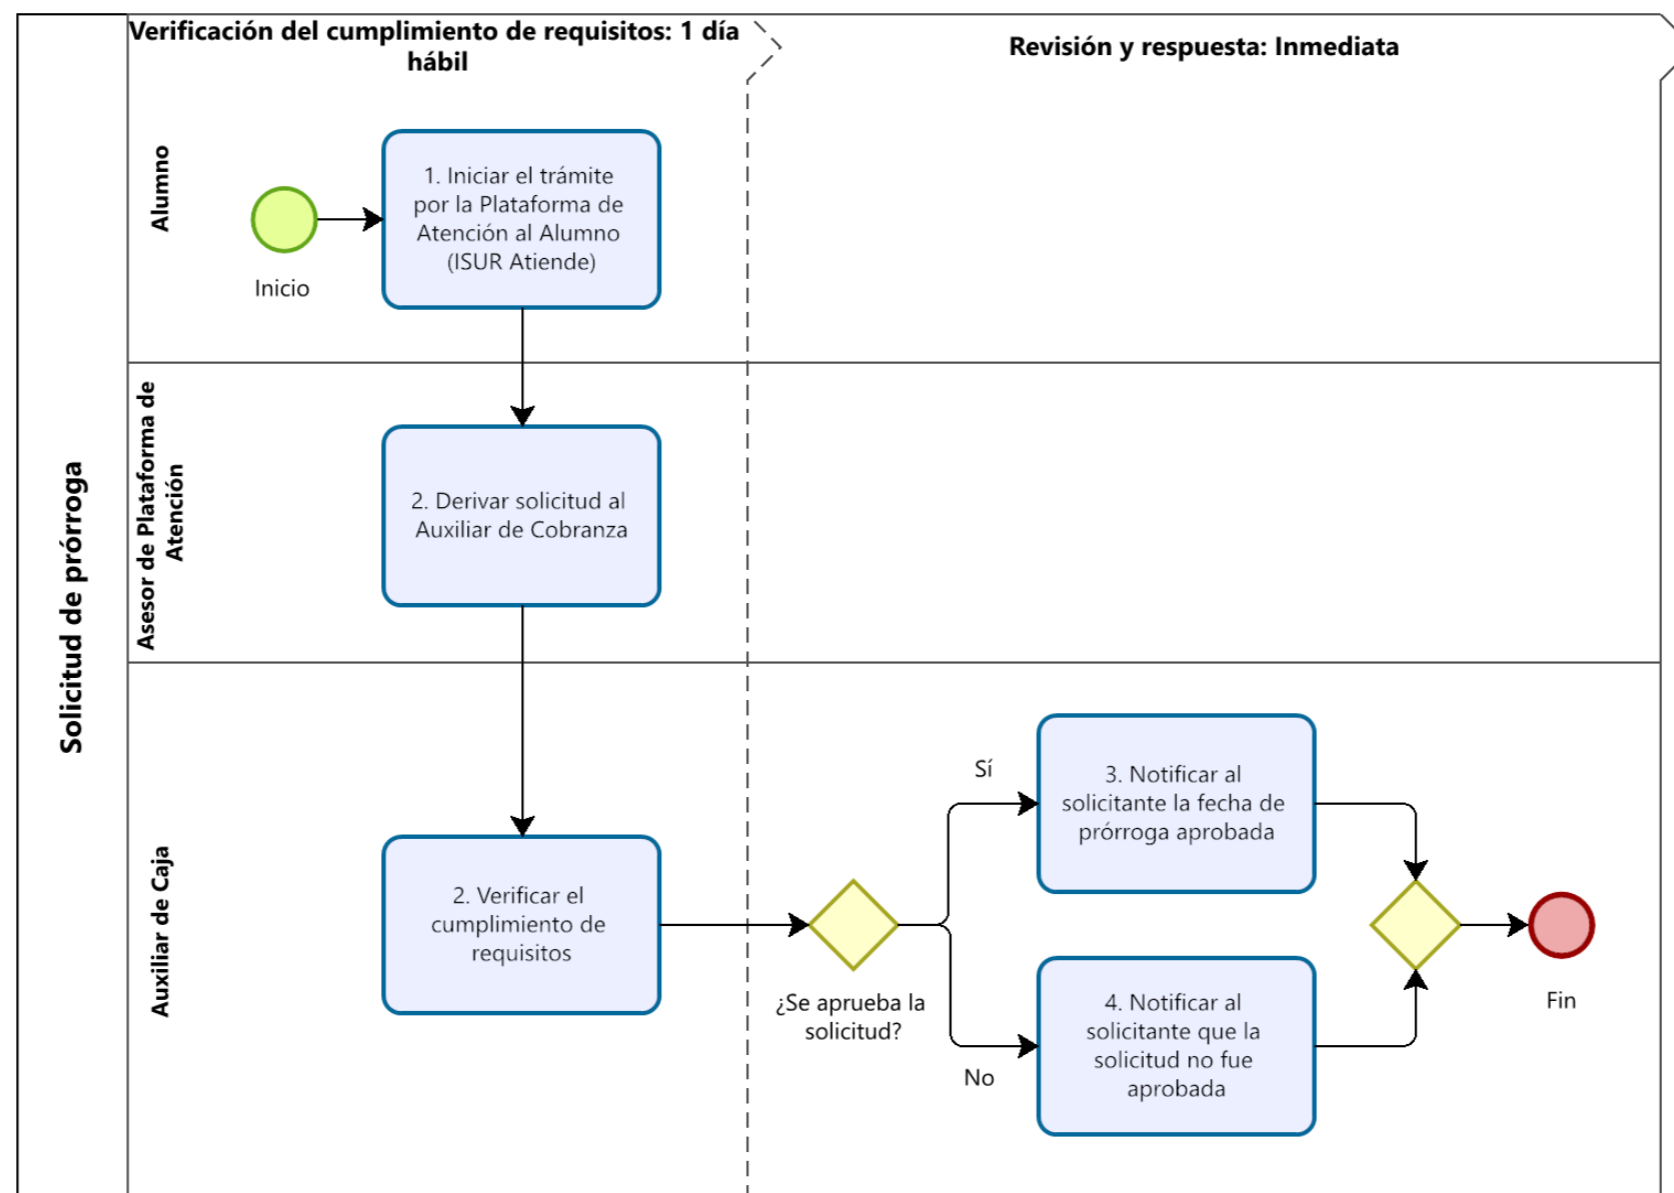 Verificación del cumplimiento de requisitos: 1 día
hábil
Revisión y respuesta: Inmediata
Solicitud de prórroga
Alumno
Inicio
1. Iniciar el trámite
por la Plataforma de
Atención al Alumno
(ISUR Atiende)
Asesor de Plataforma de
Atención
2. Derivar solicitud al
Auxiliar de Cobranza
Auxiliar de Caja
2. Verificar el
cumplimiento de
requisitos
¿Se aprueba la
solicitud?
Sí
3. Notificar al
solicitante la fecha de
prórroga aprobada
No
4. Notificar al
solicitante que la
solicitud no fue
aprobada
Fin